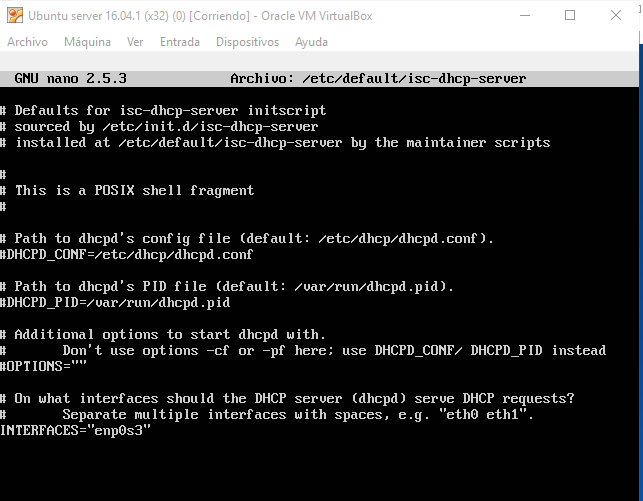 Ubuntu server 16.04.1 (x32) (0) [Corriendo] - Oracle VM VirtualBox
Archivo Máquina Ver Entrada Dispositivos Ayuda
GNU nano 2.5.3 Archivo: /etc/default/isc-dhcp-server
# Defaults for isc-dhcp-server initscript
# sourced by /etc/init.d/isc-dhcp-server
# installed at /etc/default/isc-dhcp-server by the maintainer scripts
#
# This is a POSIX shell fragment
#
# Path to dhcpd's config file (default: /etc/dhcp/dhcpd.conf).
#DHCPD_CONF=/etc/dhcp/dhcpd.conf
# Path to dhcpd's PID file (default: /var/run/dhcpd.pid).
#DHCPD_PID=/var/run/dhcpd.pid
# Additional options to start dhcpd with.
# Don't use options -cf or -pf here; use DHCPD_CONF/ DHCPD_PID instead
#OPTIONS=""
# On what interfaces should the DHCP server (dhcpd) serve DHCP requests?
# Separate multiple interfaces with spaces, e.g. "eth0 eth1".
INTERFACES="enp0s3"